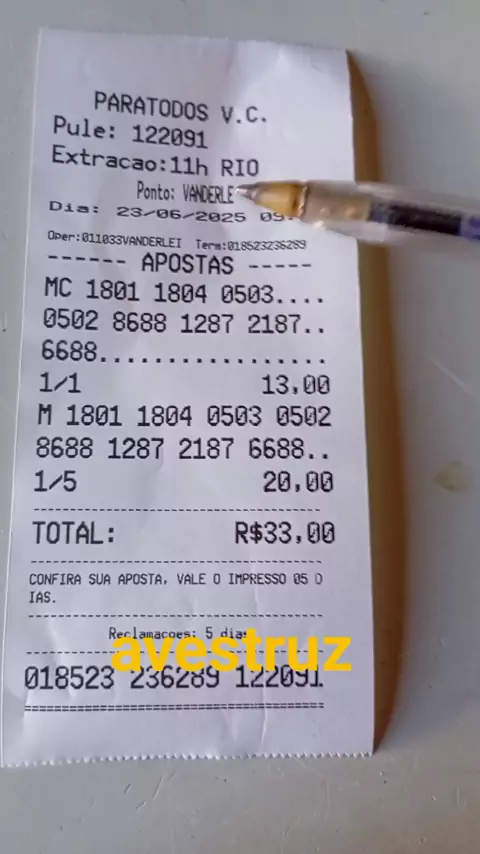 PARATODOS V.C.
Pule: 122091
Extracao:11h RIO
Ponto: VANDERLE
Dia: 23/06/2025 09:
Oper:011033VANDERLEI Term:018523236289
------ APOSTAS -----
MC 1801 1804 0503....
0502 8688 1287 2187..
6688.................
1/1 13,00
M 1801 1804 0503 0502
8688 1287 2187 6688..
1/5 20,00
TOTAL: R$33,00
CONFIRA SUA APOSTA, VALE O IMPRESSO 05 D
IAS.
Reclamacoes: 5 dias
avestruz
018523 236289 122091